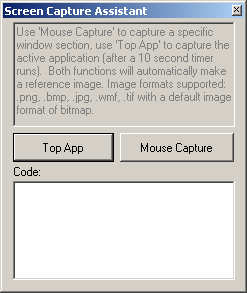 Screen Capture Assistant
Use 'Mouse Capture' to capture a specific
window section, use 'Top App' to capture the
active application (after a 10 second timer
runs).  Both functions will automatically make
a reference image. Image formats supported:
.png, .bmp, .jpg, .wmf, .tif with a default image
format of bitmap.
Top App Mouse Capture
Code: